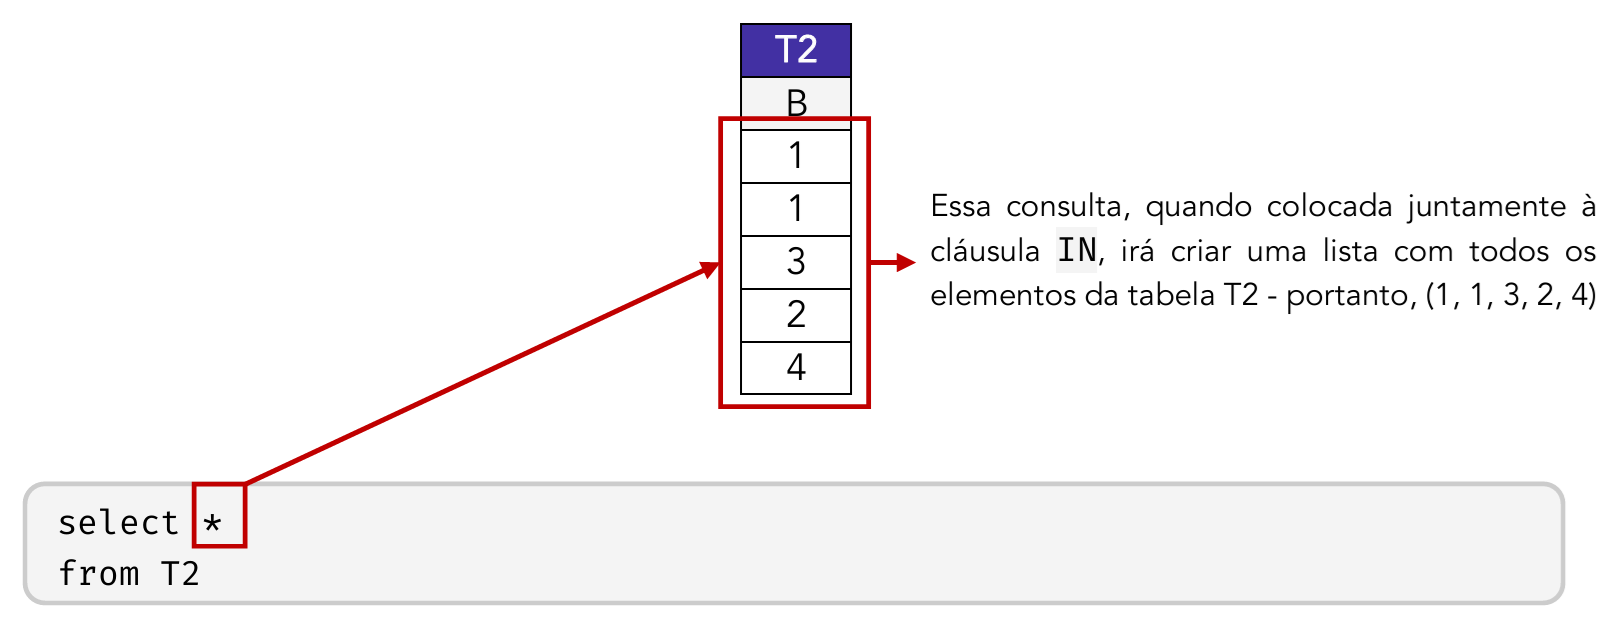 T2
B
1
1
3
2
4
Essa consulta, quando colocada juntamente à
cláusula IN, irá criar uma lista com todos os
elementos da tabela T2 - portanto, (1, 1, 3, 2, 4)
select *
from T2